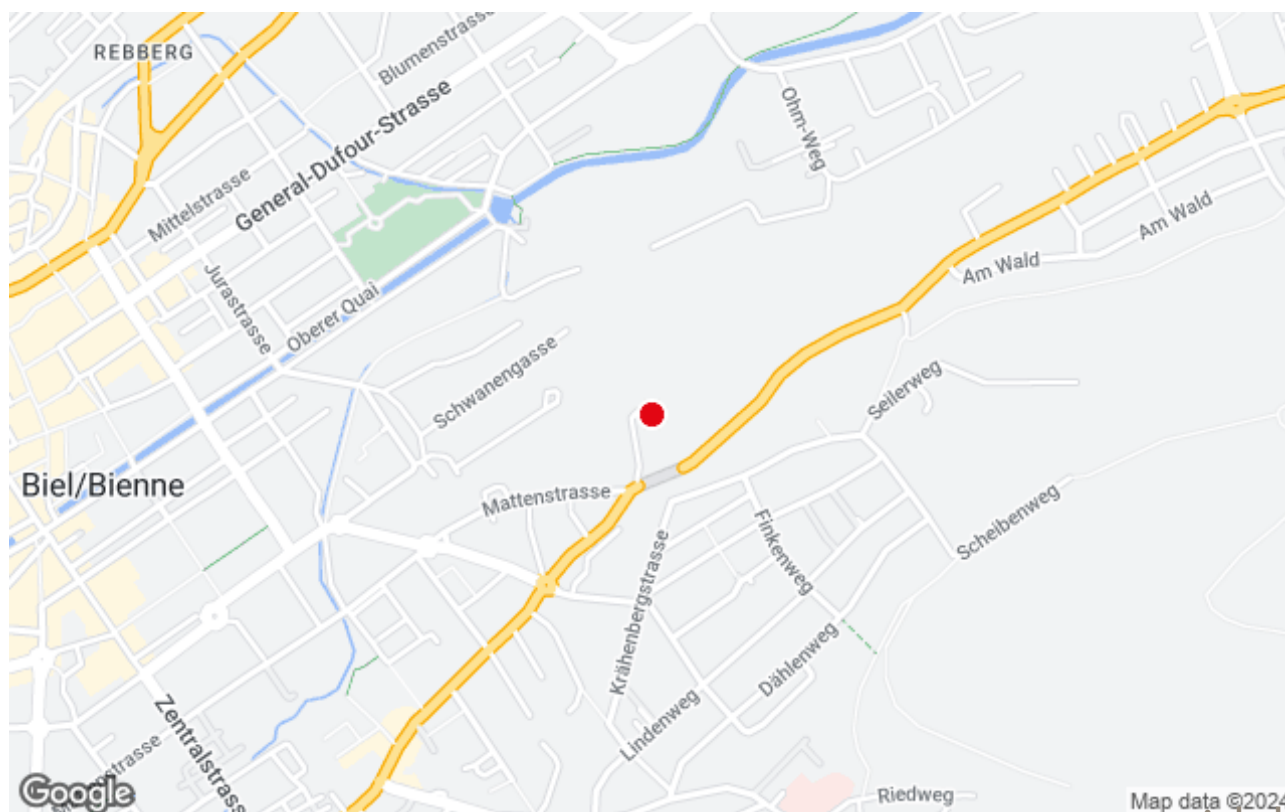 REBBERG
Blumenstrasse
General-Dufour-Strasse
Mittelstrasse
Ohm-Weg
Am Wald
Am Wald
Jurastrasse
Oberer Quai
Schwanengasse
Seilerweg
Biel/Bienne
Mattenstrasse
Finkenweg
Scheibenweg
Krähenbergstrasse
Dählenweg
Lindenweg
Zentralstrasse
Riedweg
Google
Map data ©2024